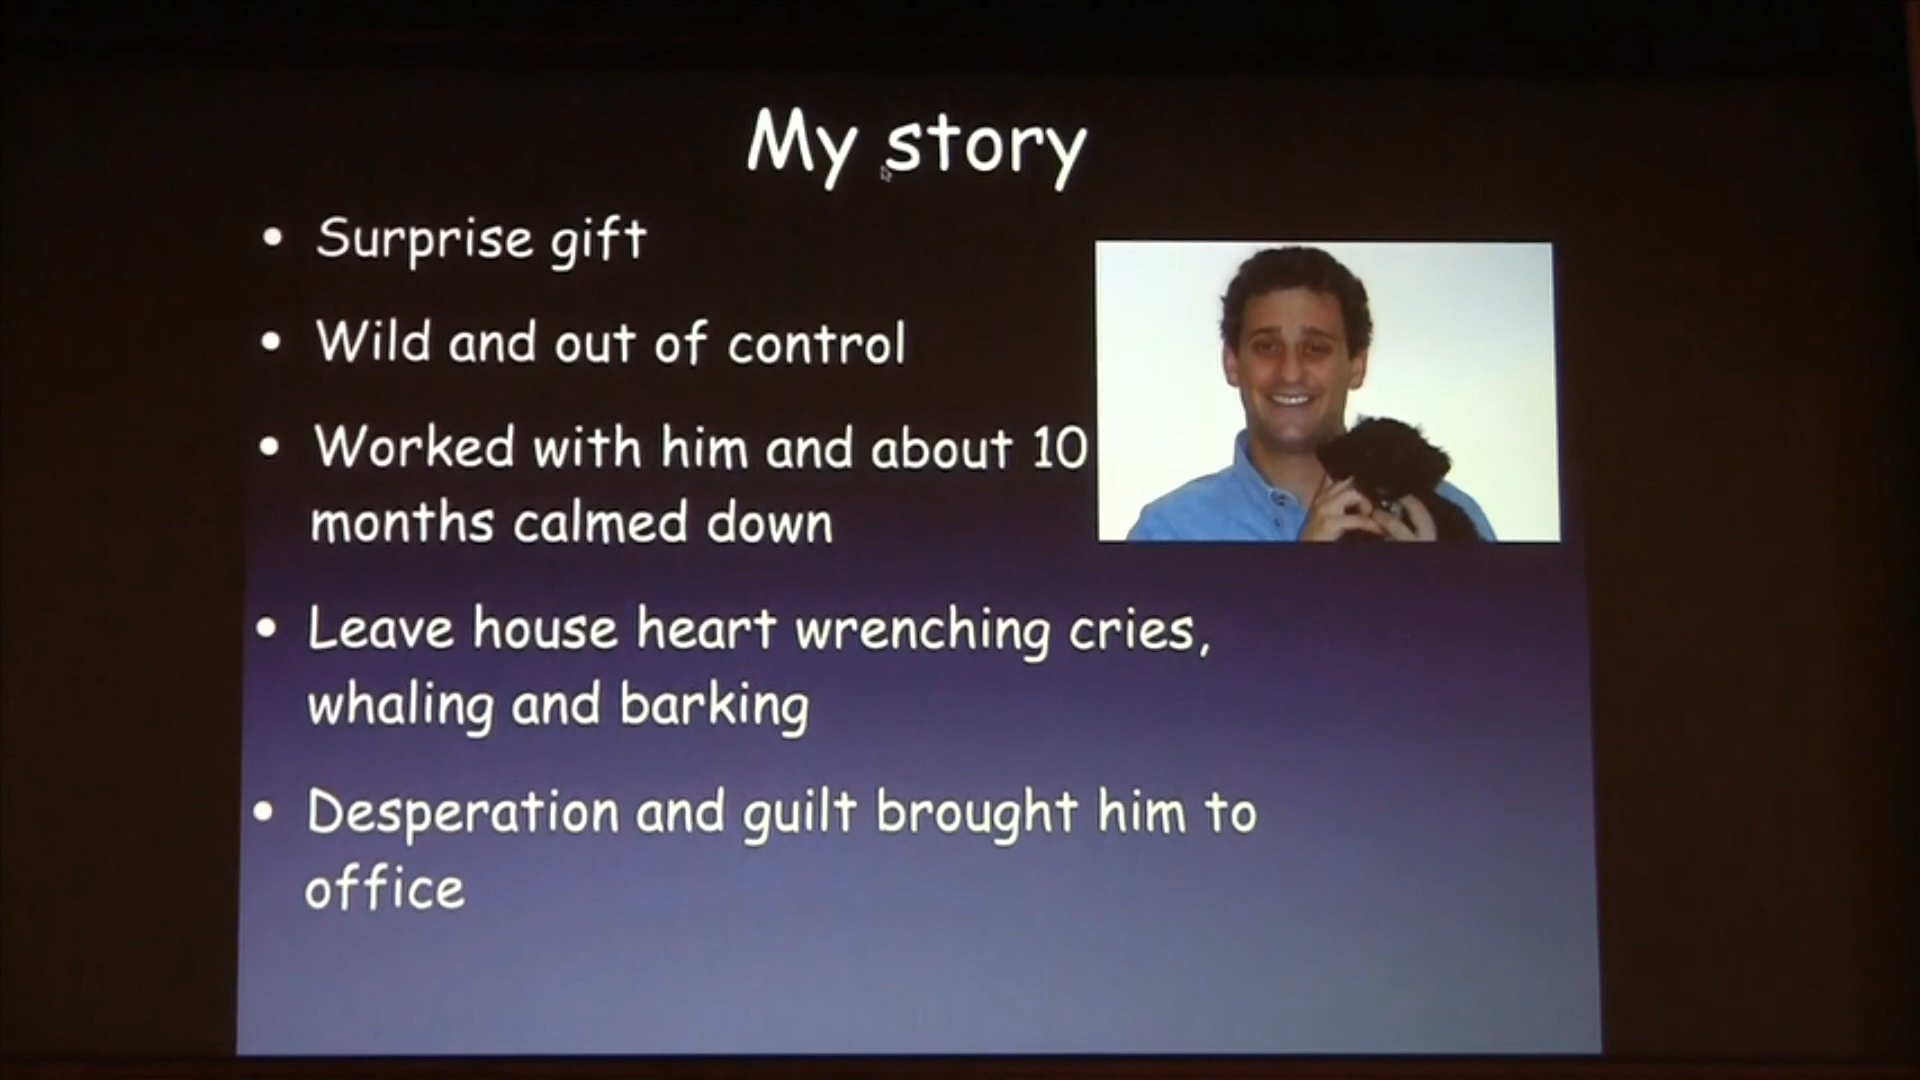 My story
• Surprise gift
• Wild and out of control
• Worked with him and about 10
months calmed down
• Leave house heart wrenching cries,
whaling and barking
• Desperation and guilt brought him to
office